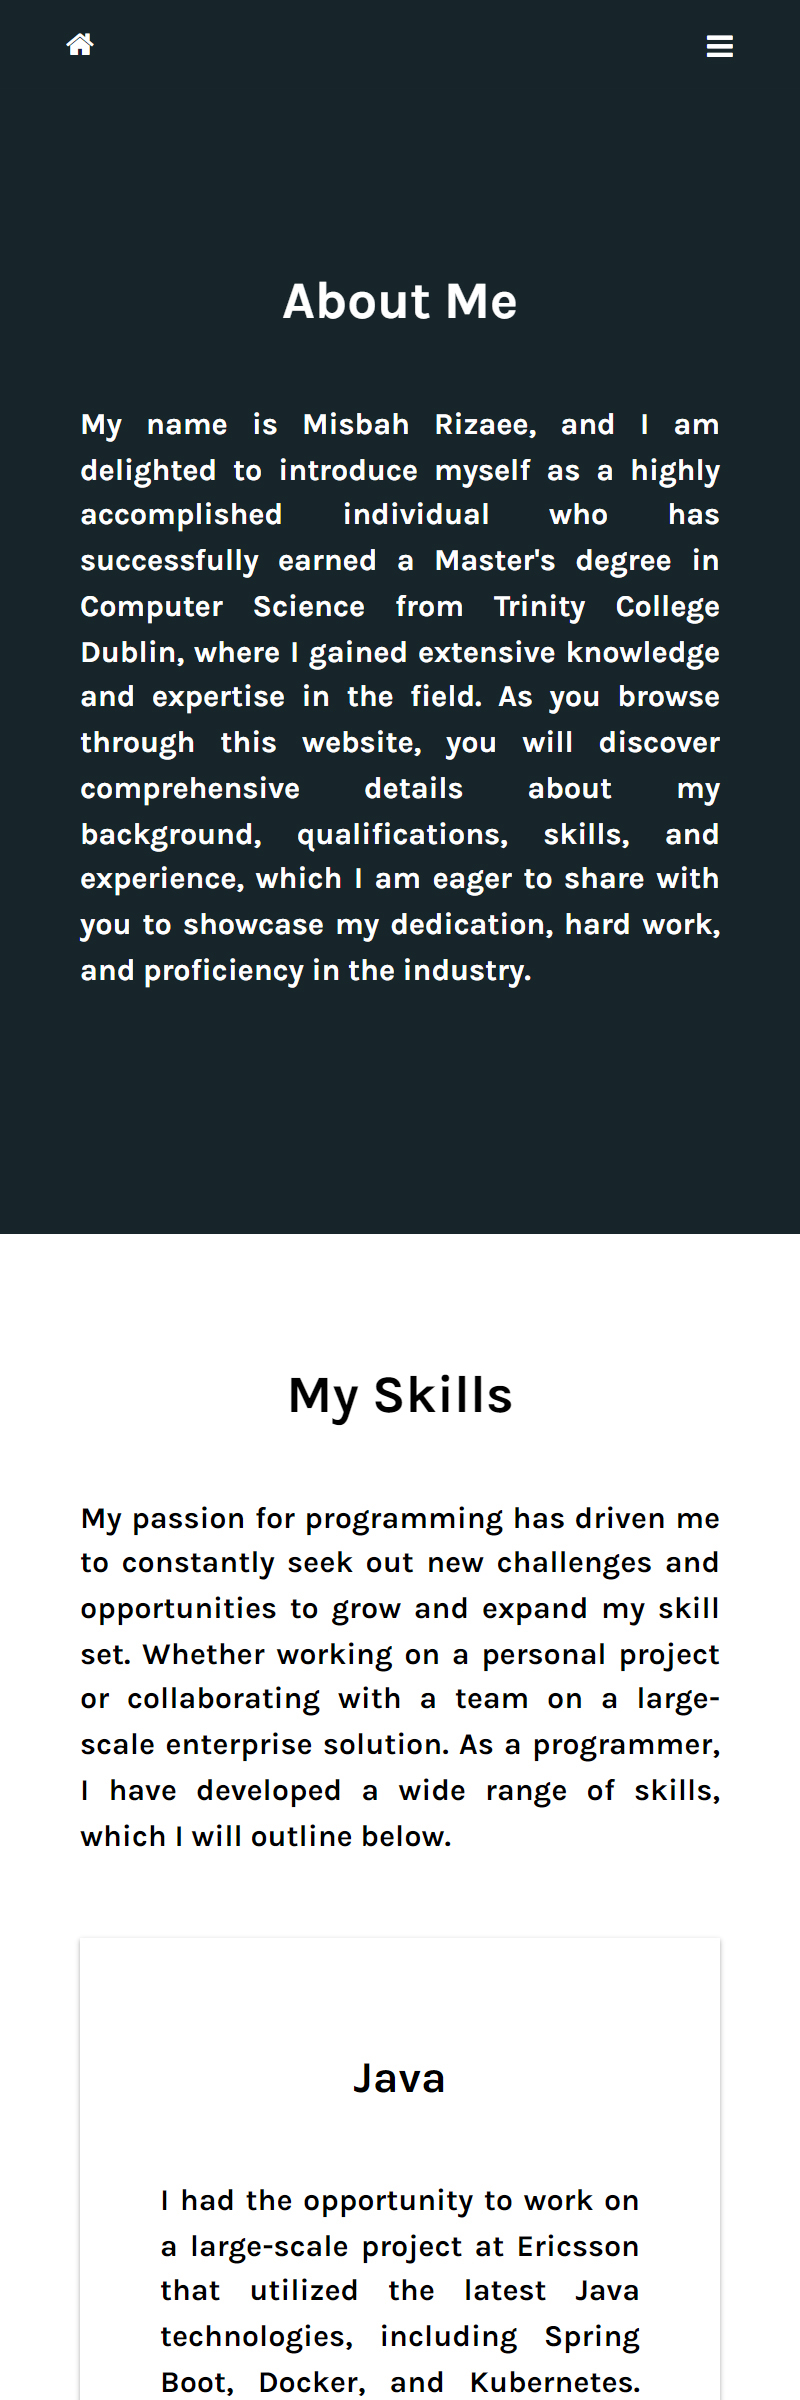 About Me
My name is Misbah Rizaee, and I am
delighted to introduce myself as a highly
accomplished individual who has
successfully earned a Master's degree in
Computer Science from Trinity College
Dublin, where I gained extensive knowledge
and expertise in the field. As you browse
through this website, you will discover
comprehensive details about my
background, qualifications, skills, and
experience, which I am eager to share with
you to showcase my dedication, hard work,
and proficiency in the industry.
My Skills
My passion for programming has driven me
to constantly seek out new challenges and
opportunities to grow and expand my skill
set. Whether working on a personal project
or collaborating with a team on a large-
scale enterprise solution. As a programmer,
I have developed a wide range of skills,
which I will outline below.
Java
I had the opportunity to work on
a large-scale project at Ericsson
that utilized the latest Java
technologies, including Spring
Boot, Docker, and Kubernetes.